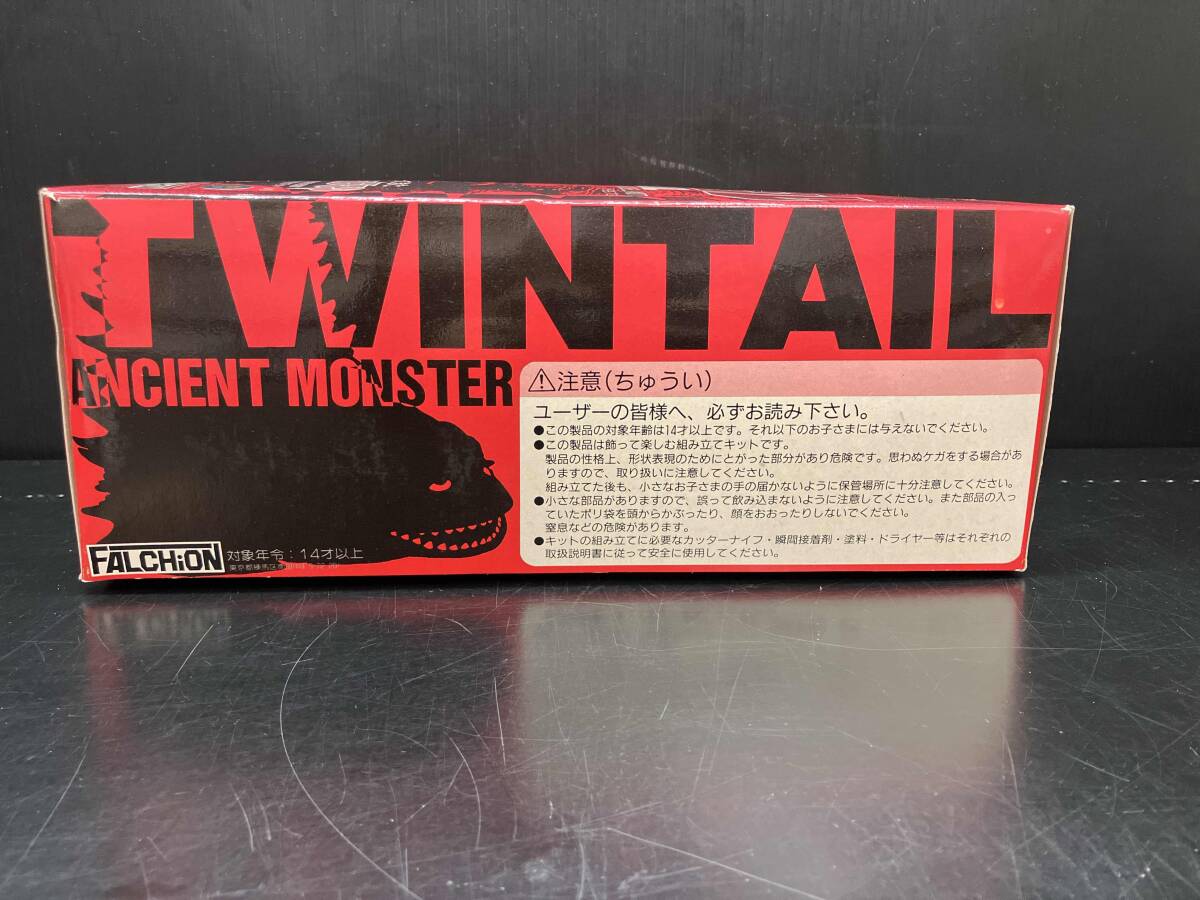 TWINTAIL
ANCIENT MONSTER
⚠注意(ちゅうい)
ユーザーの皆様へ、必ずお読み下さい。
●この製品の対象年齢は14才以上です。それ以下のお子さまには与えないでください。
●この製品は飾って楽しむ組み立てキットです。
製品の性格上、形状表現のためにとがった部分があり危険です。思わぬケガをする場合があ
りますので、取り扱いに注意してください。
組み立てた後も、小さなお子さまの手の届かないように保管場所に十分注意してください。
●小さな部品がありますので、誤って飲み込まないように注意してください。また部品の入っ
ていたポリ袋を頭からかぶったり、顔をおおったりしないでください。
窒息などの危険があります。
●キットの組み立てに必要なカッターナイフ・瞬間接着剤・塗料・ドライヤー等はそれぞれの
取扱説明書に従って安全に使用してください。
FALCHiON
対象年令：14才以上
東京都練馬区